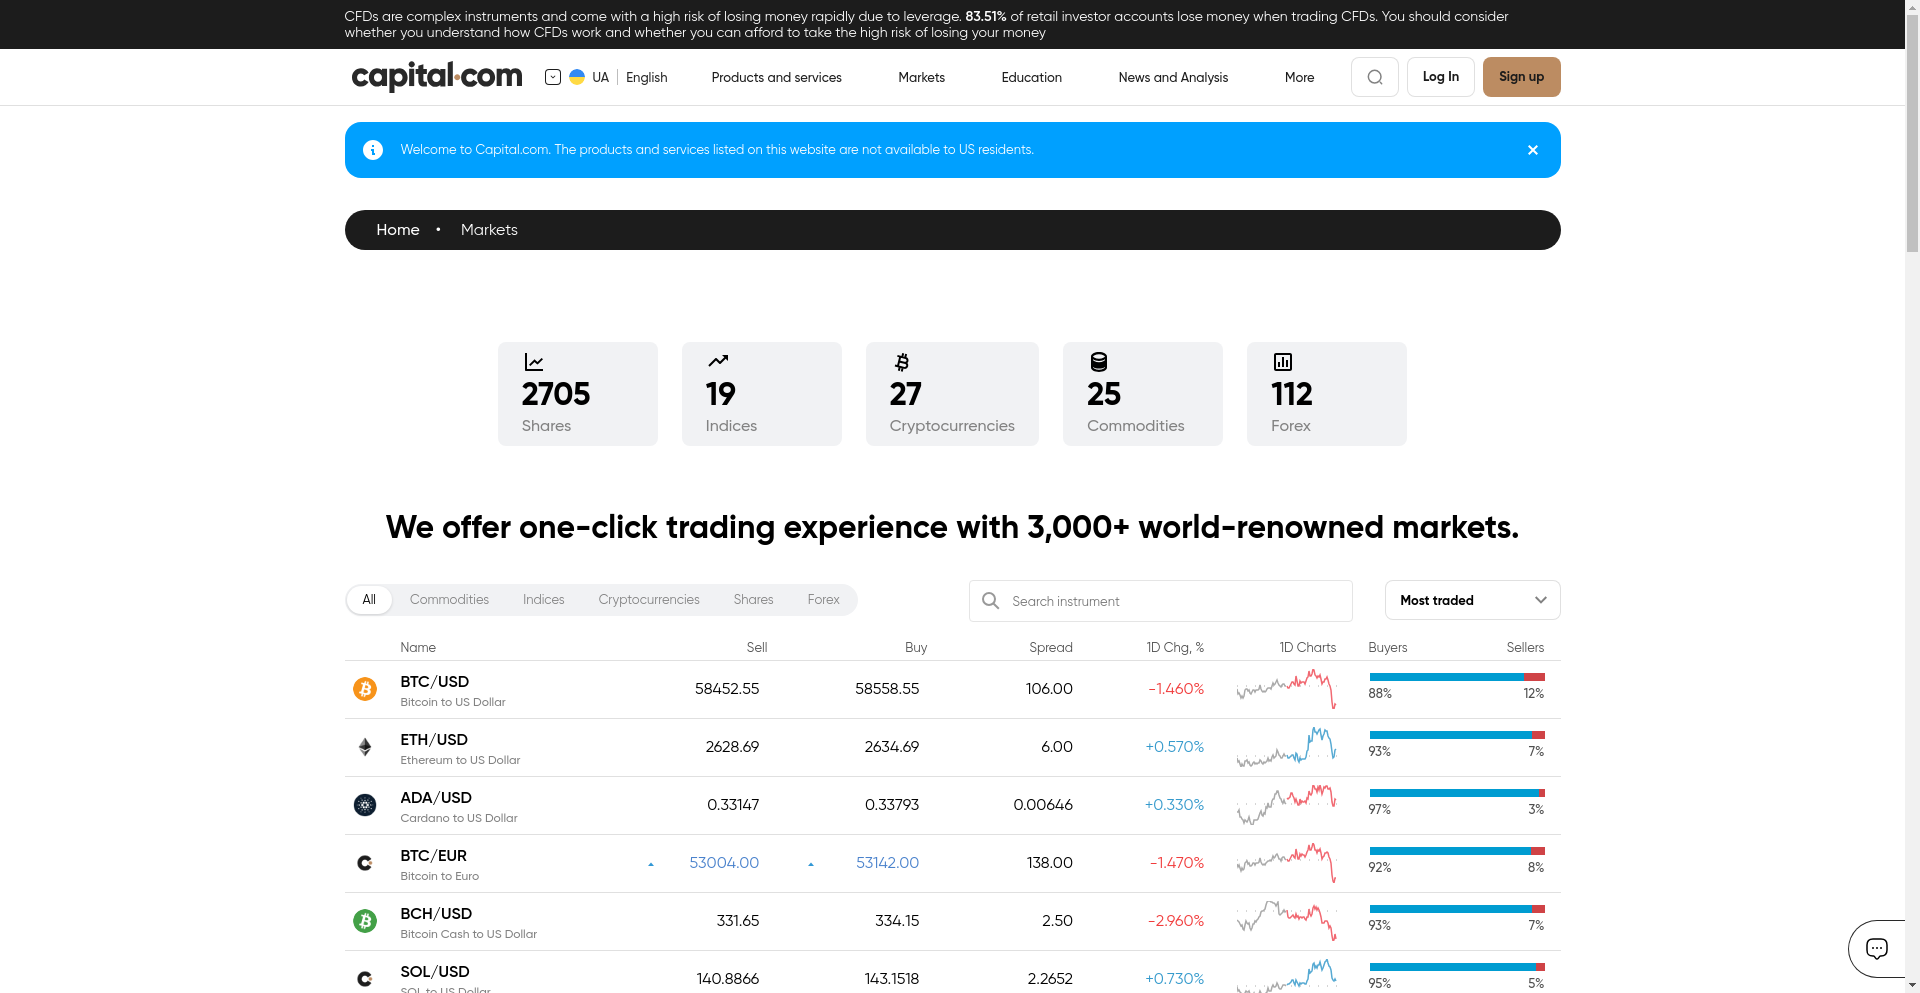 CFDs are complex instruments and come with a high risk of losing money rapidly due to leverage. 83.51% of retail investor accounts lose money when trading CFDs. You should consider
whether you understand how CFDs work and whether you can afford to take the high risk of losing your money
capital.com UA English Products and services Markets Education News and Analysis More Log In Sign up
Welcome to Capital.com. The products and services listed on this website are not available to US residents.
Home • Markets
2705 19 27 25 112
Shares Indices Cryptocurrencies Commodities Forex
We offer one-click trading experience with 3,000+ world-renowned markets.
All Commodities Indices Cryptocurrencies Shares Forex Search instrument Most traded
Name Sell Buy Spread 1D Chg, % 1D Charts Buyers Sellers
BTC/USD 58452.55 58558.55 106.00 -1.460% 88% 12%
Bitcoin to US Dollar
ETH/USD 2628.69 2634.69 6.00 +0.570% 93% 7%
Ethereum to US Dollar
ADA/USD 0.33147 0.33793 0.00646 +0.330% 97% 3%
Cardano to US Dollar
BTC/EUR 53004.00 53142.00 138.00 -1.470% 92% 8%
Bitcoin to Euro
BCH/USD 331.65 334.15 2.50 -2.960% 93% 7%
Bitcoin Cash to US Dollar
SOL/USD 140.8866 143.1518 2.2652 +0.730% 95% 5%
SOL to US Dollar